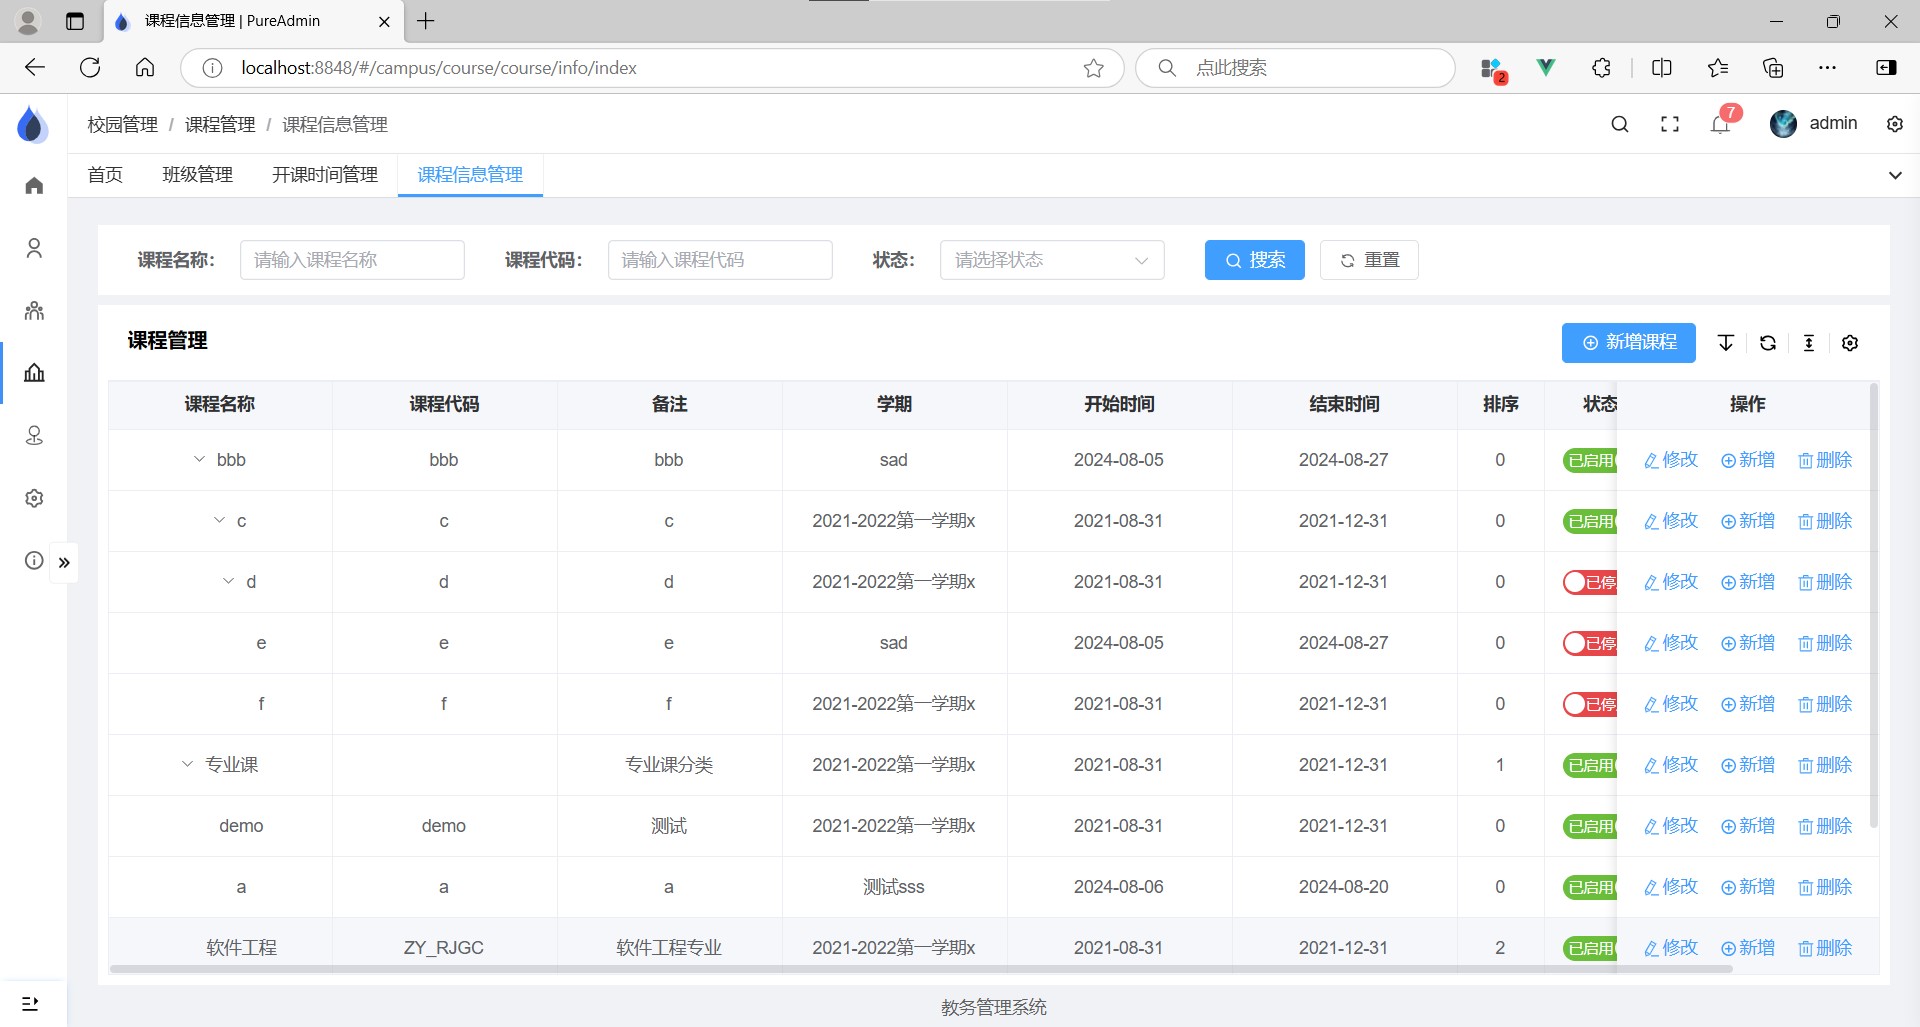 课程信息管理 | PureAdmin
localhost:8848/#/campus/course/course/info/index
点此搜索
2
校园管理 / 课程管理 / 课程信息管理
7
admin
首页 班级管理 开课时间管理 课程信息管理
课程名称： 请输入课程名称 课程代码： 请输入课程代码 状态： 请选择状态 搜索 重置
课程管理
新增课程
课程名称 课程代码 备注 学期 开始时间 结束时间 排序 状态 操作
bbb bbb bbb sad 2024-08-05 2024-08-27 0 已启用 修改 新增 删除
c c c 2021-2022第一学期x 2021-08-31 2021-12-31 0 已启用 修改 新增 删除
d d d 2021-2022第一学期x 2021-08-31 2021-12-31 0 已停 修改 新增 删除
e e e sad 2024-08-05 2024-08-27 0 已停 修改 新增 删除
f f f 2021-2022第一学期x 2021-08-31 2021-12-31 0 已停 修改 新增 删除
专业课 专业课分类 2021-2022第一学期x 2021-08-31 2021-12-31 1 已启用 修改 新增 删除
demo demo 测试 2021-2022第一学期x 2021-08-31 2021-12-31 0 已启用 修改 新增 删除
a a a 测试sss 2024-08-06 2024-08-20 0 已启用 修改 新增 删除
软件工程 ZY_RJGC 软件工程专业 2021-2022第一学期x 2021-08-31 2021-12-31 2 已启用 修改 新增 删除
教务管理系统